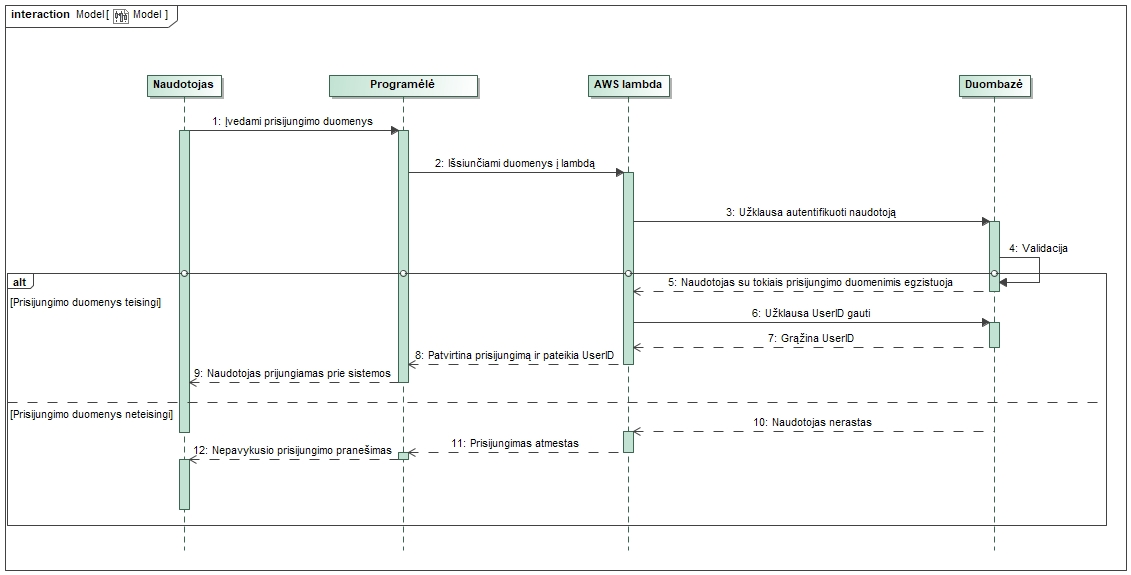 interaction Model[ Model ]
Naudotojas
Programėlė
AWS lambda
Duombazė
1: Įvedami prisijungimo duomenys
2: Išsiunčiami duomenys į lambdą
3: Užklausa autentifikuoti naudotoją
4: Validacija
alt
[Prisijungimo duomenys teisingi]
5: Naudotojas su tokiais prisijungimo duomenimis egzistuoja
6: Užklausa UserID gauti
7: Grąžina UserID
8: Patvirtina prisijungimą ir pateikia UserID
9: Naudotojas prijungiamas prie sistemos
[Prisijungimo duomenys neteisingi]
10: Naudotojas nerastas
11: Prisijungimas atmestas
12: Nepavykusio prisijungimo pranešimas